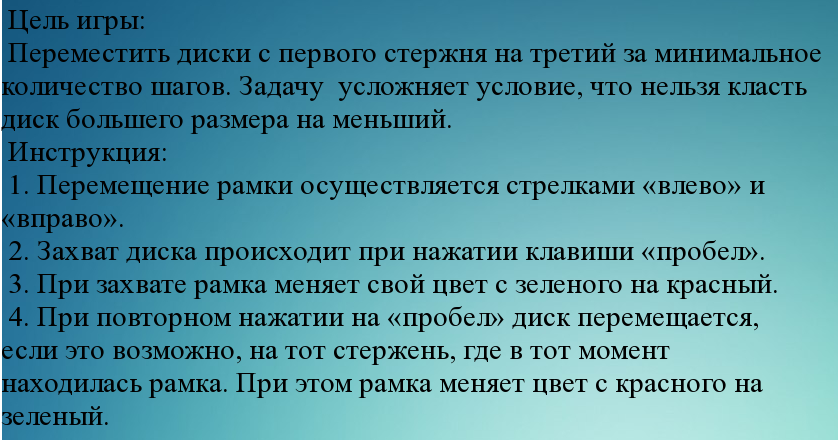 Цель игры:
Переместить диски с первого стержня на третий за минимальное
количество шагов. Задачу  усложняет условие, что нельзя класть
диск большего размера на меньший.
Инструкция:
1. Перемещение рамки осуществляется стрелками «влево» и
«вправо».
2. Захват диска происходит при нажатии клавиши «пробел».
3. При захвате рамка меняет свой цвет с зеленого на красный.
4. При повторном нажатии на «пробел» диск перемещается,
если это возможно, на тот стержень, где в тот момент
находилась рамка. При этом рамка меняет цвет с красного на
зеленый.